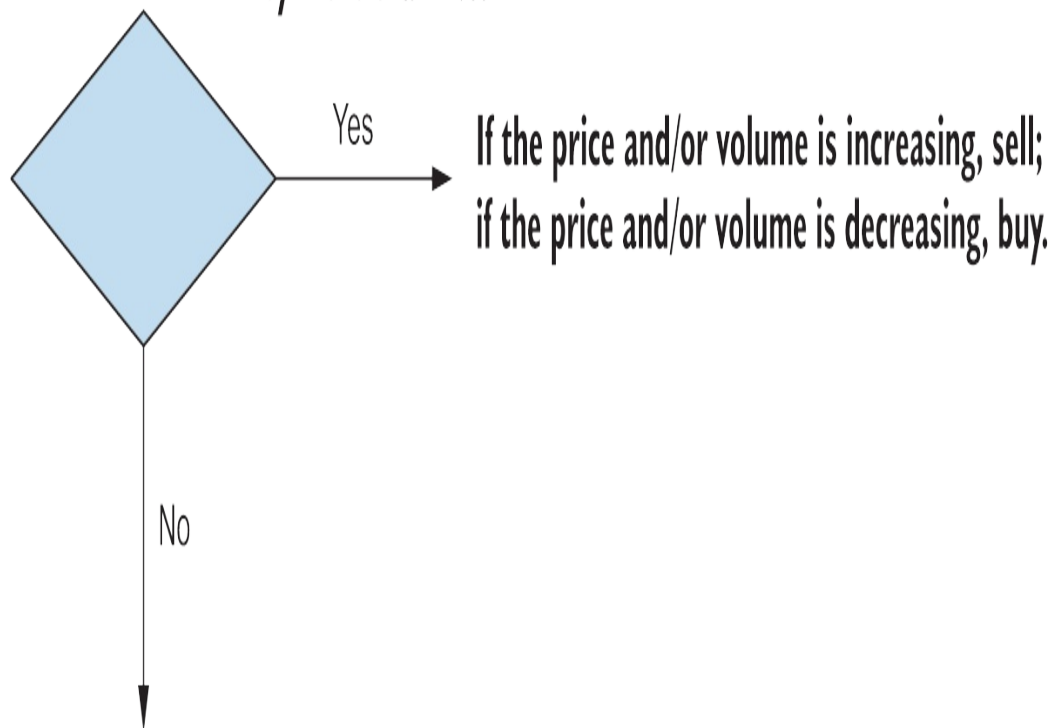 Yes
If the price and/or volume is increasing, sell;
if the price and/or volume is decreasing, buy.
No